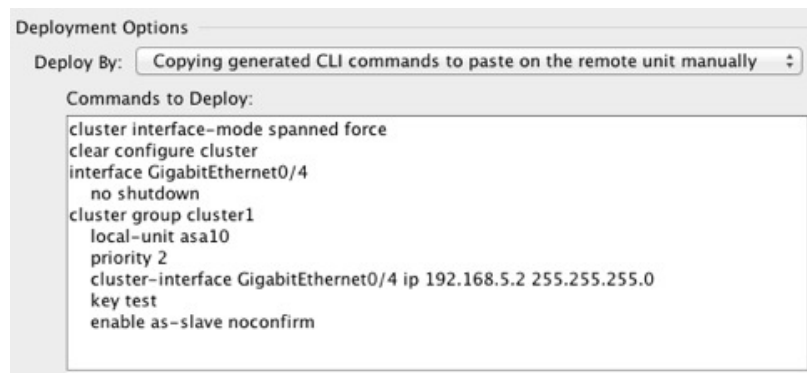 Deployment Options
Deploy By: Copying generated CLI commands to paste on the remote unit manually
Commands to Deploy:
cluster interface-mode spanned force
clear configure cluster
interface GigabitEthernet0/4
no shutdown
cluster group cluster1
local-unit asa10
priority 2
cluster-interface GigabitEthernet0/4 ip 192.168.5.2 255.255.255.0
key test
enable as-slave noconfirm